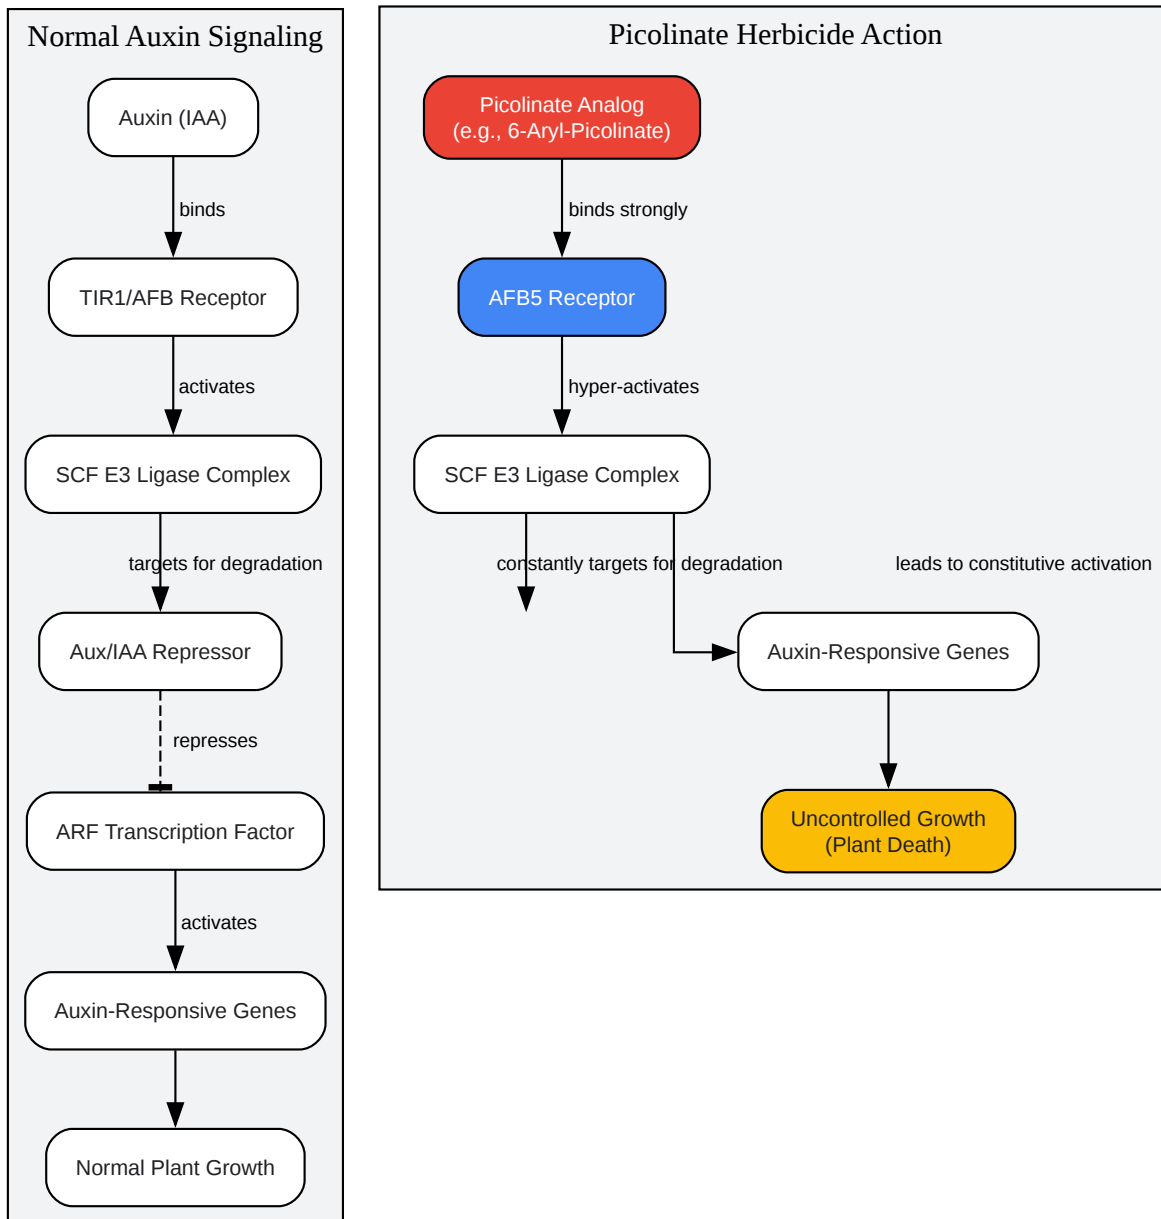 Normal Auxin Signaling
Auxin (IAA)
binds
TIR1/AFB Receptor
activates
SCF E3 Ligase Complex
targets for degradation
Aux/IAA Repressor
represses
ARF Transcription Factor
activates
Auxin-Responsive Genes
Normal Plant Growth
Picolinate Herbicide Action
Picolinate Analog
(e.g., 6-Aryl-Picolinate)
binds strongly
AFB5 Receptor
hyper-activates
SCF E3 Ligase Complex
constantly targets for degradation
leads to constitutive activation
Auxin-Responsive Genes
Uncontrolled Growth
(Plant Death)